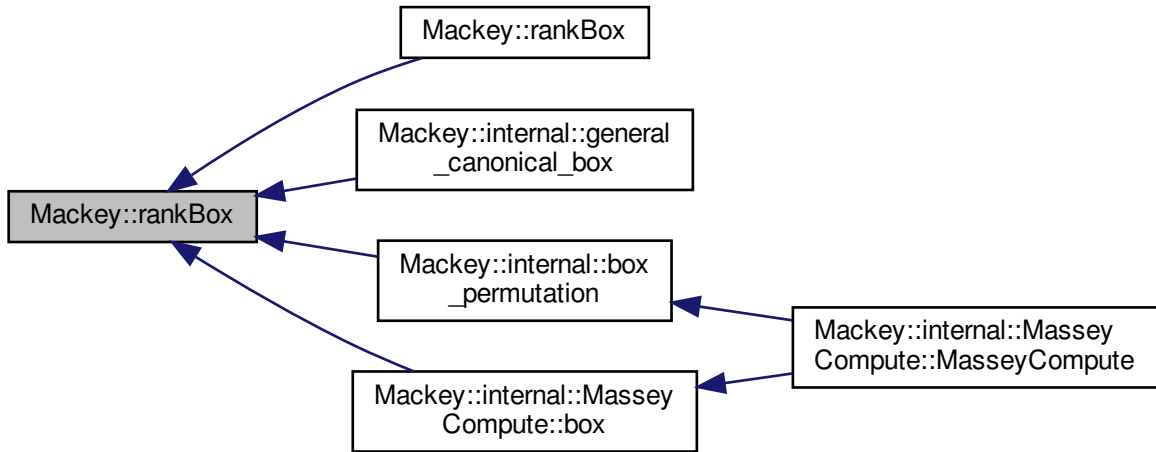 Mackey::rankBox
Mackey::internal::general
_canonical_box
Mackey::rankBox
Mackey::internal::box
_permutation
Mackey::internal::Massey
Compute::MasseyCompute
Mackey::internal::Massey
Compute::box